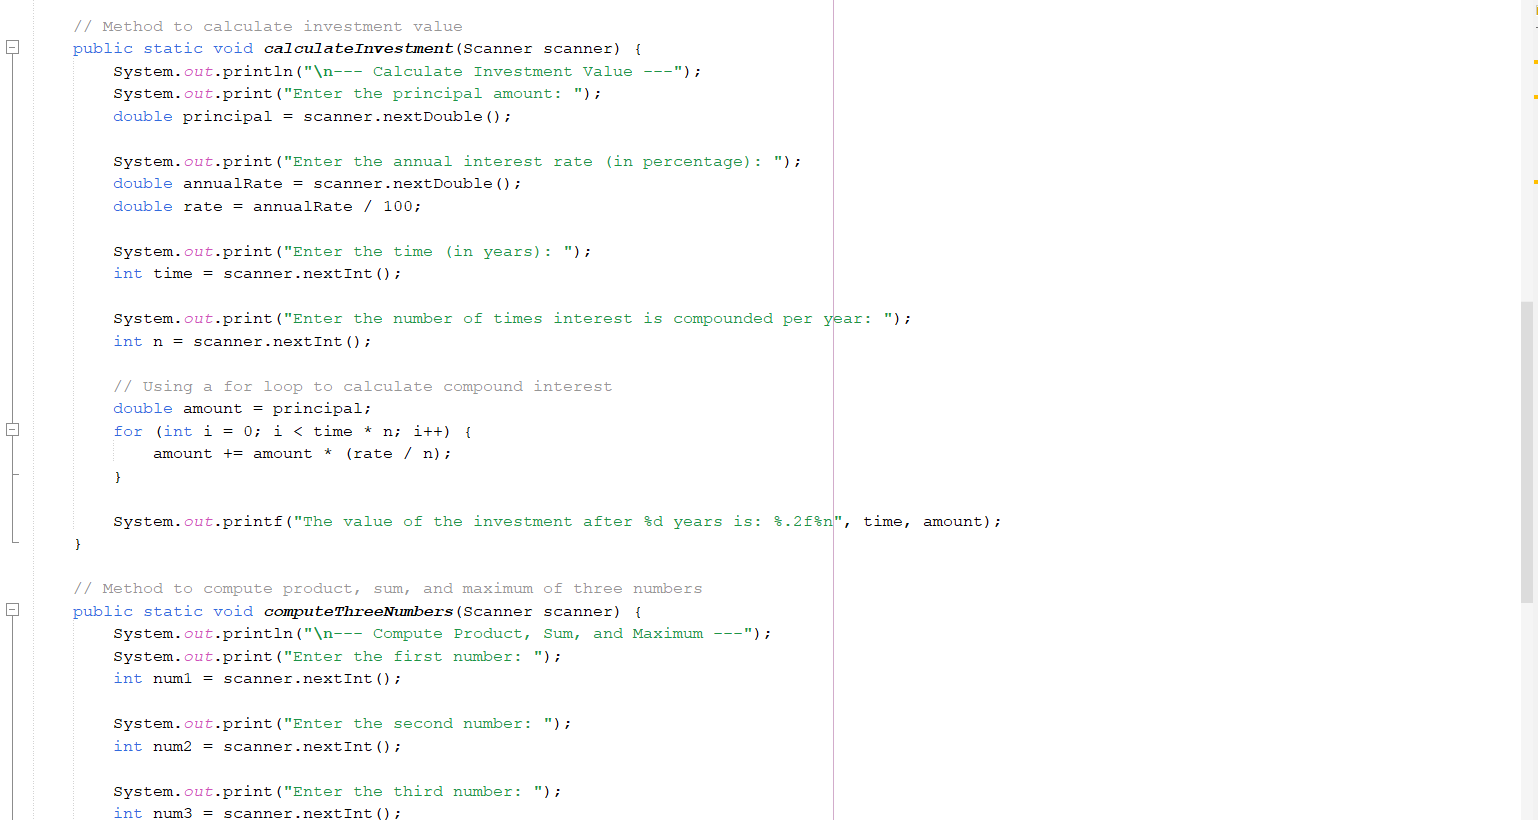 // Method to calculate investment value
public static void calculateInvestment(Scanner scanner) {
System.out.println("\n--- Calculate Investment Value ---");
System.out.print("Enter the principal amount: ");
double principal = scanner.nextDouble();
System.out.print("Enter the annual interest rate (in percentage): ");
double annualRate = scanner.nextDouble();
double rate = annualRate / 100;
System.out.print("Enter the time (in years): ");
int time = scanner.nextInt();
System.out.print("Enter the number of times interest is compounded per year: ");
int n = scanner.nextInt();
// Using a for loop to calculate compound interest
double amount = principal;
for (int i = 0; i < time * n; i++) {
amount += amount * (rate / n);
}
System.out.printf("The value of the investment after %d years is: %.2f%n", time, amount);
}
// Method to compute product, sum, and maximum of three numbers
public static void computeThreeNumbers(Scanner scanner) {
System.out.println("\n--- Compute Product, Sum, and Maximum ---");
System.out.print("Enter the first number: ");
int num1 = scanner.nextInt();
System.out.print("Enter the second number: ");
int num2 = scanner.nextInt();
System.out.print("Enter the third number: ");
int num3 = scanner.nextInt();